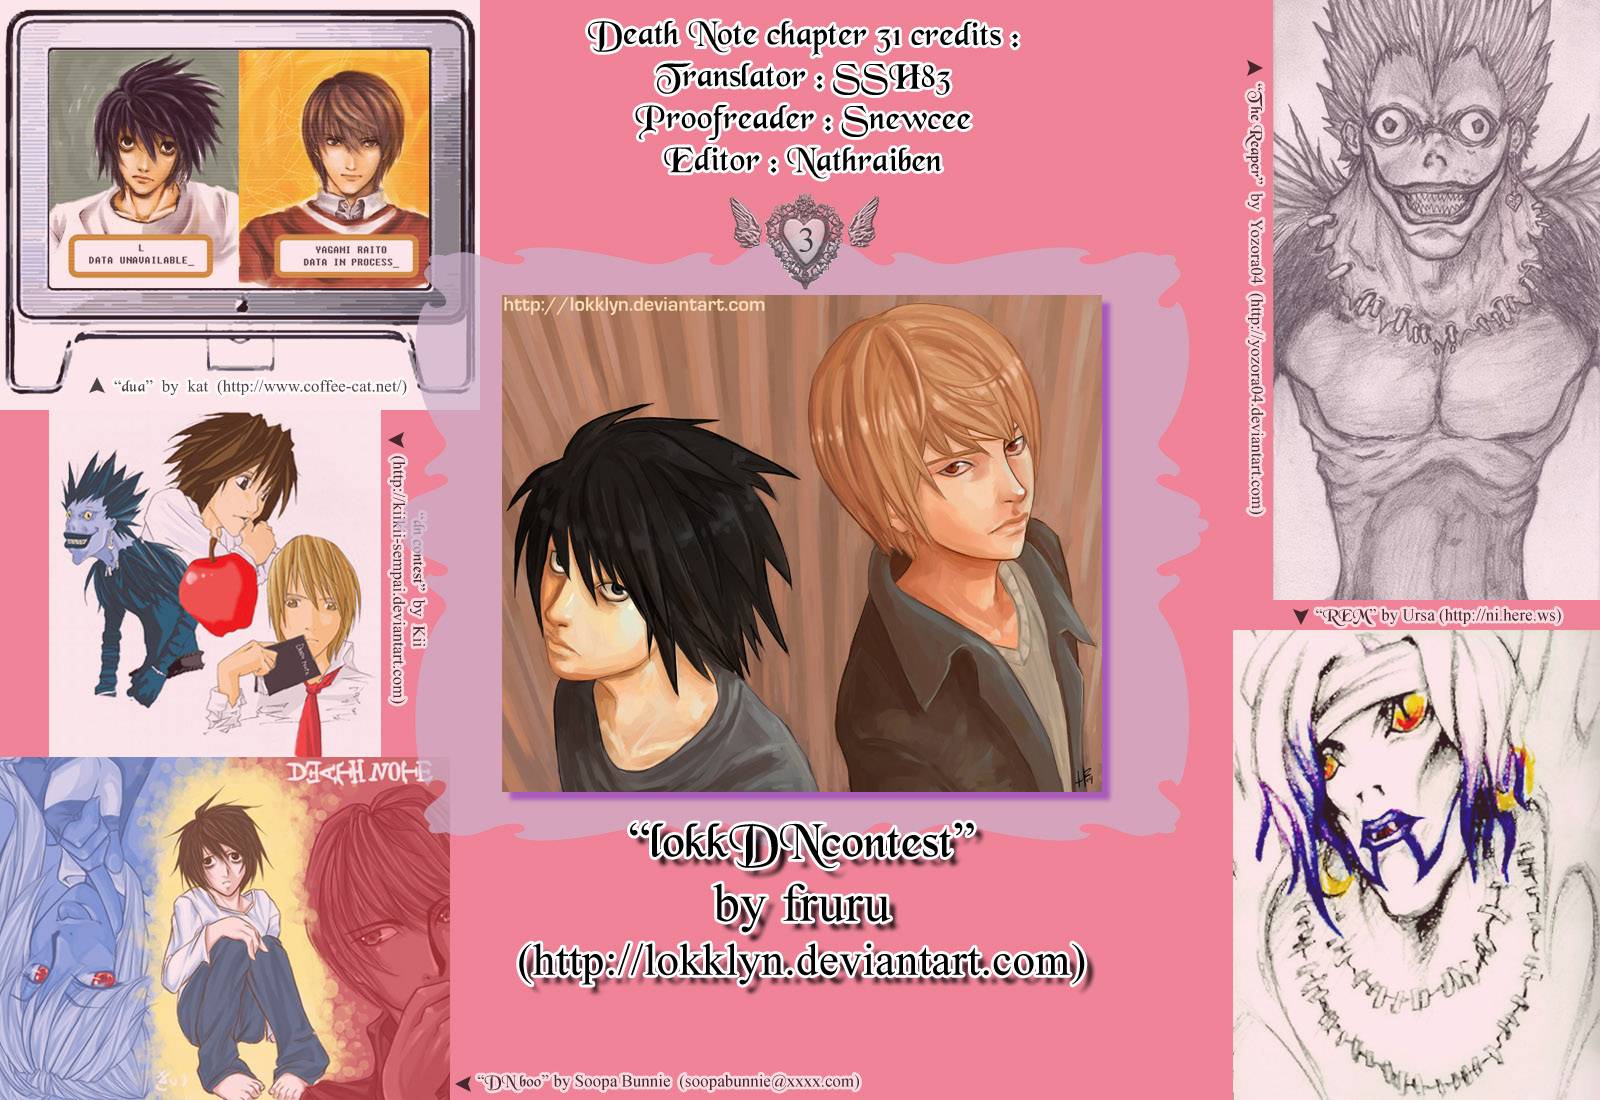 Death Note chapter 31 credits :
Translator : SSH83
Proofreader : Snewcee
Editor : Nathraiben
3
L
DATA UNAVAILABLE_
YAGAMI RAITO
DATA IN PROCESS_
“dua” by kat (http://www.coffee-cat.net/)
“The Reaper” by Yozora04 (http://yozora04.deviantart.com)
http://lokklyn.deviantart.com
“dn contest” by Kii
(http://kiikii-sempai.deviantart.com)
Death Note
“REM” by Ursa (http://ni.here.ws)
DEATH NOTE
“lokkDNcontest”
by fruru
(http://lokklyn.deviantart.com)
“DN600” by Soopa Bunnie (soopabunnie@xxxx.com)